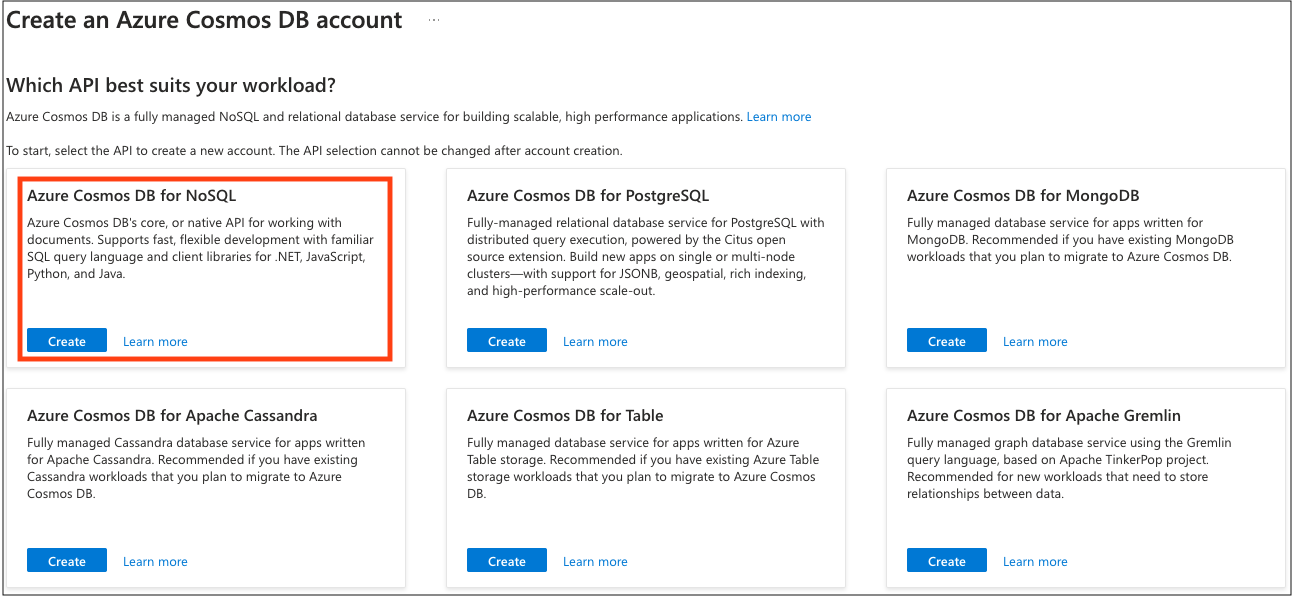 Create an Azure Cosmos DB account ...
Which API best suits your workload?
Azure Cosmos DB is a fully managed NoSQL and relational database service for building scalable, high performance applications. Learn more
To start, select the API to create a new account. The API selection cannot be changed after account creation.
Azure Cosmos DB for NoSQL
Azure Cosmos DB's core, or native API for working with
documents. Supports fast, flexible development with familiar
SQL query language and client libraries for .NET, JavaScript,
Python, and Java.
Create Learn more
Azure Cosmos DB for PostgreSQL
Fully-managed relational database service for PostgreSQL with
distributed query execution, powered by the Citus open
source extension. Build new apps on single or multi-node
clusters—with support for JSONB, geospatial, rich indexing,
and high-performance scale-out.
Create Learn more
Azure Cosmos DB for MongoDB
Fully managed database service for apps written for
MongoDB. Recommended if you have existing MongoDB
workloads that you plan to migrate to Azure Cosmos DB.
Create Learn more
Azure Cosmos DB for Apache Cassandra
Fully managed Cassandra database service for apps written
for Apache Cassandra. Recommended if you have existing
Cassandra workloads that you plan to migrate to Azure
Cosmos DB.
Create Learn more
Azure Cosmos DB for Table
Fully managed database service for apps written for Azure
Table storage. Recommended if you have existing Azure Table
storage workloads that you plan to migrate to Azure Cosmos
DB.
Create Learn more
Azure Cosmos DB for Apache Gremlin
Fully managed graph database service using the Gremlin
query language, based on Apache TinkerPop project.
Recommended for new workloads that need to store
relationships between data.
Create Learn more